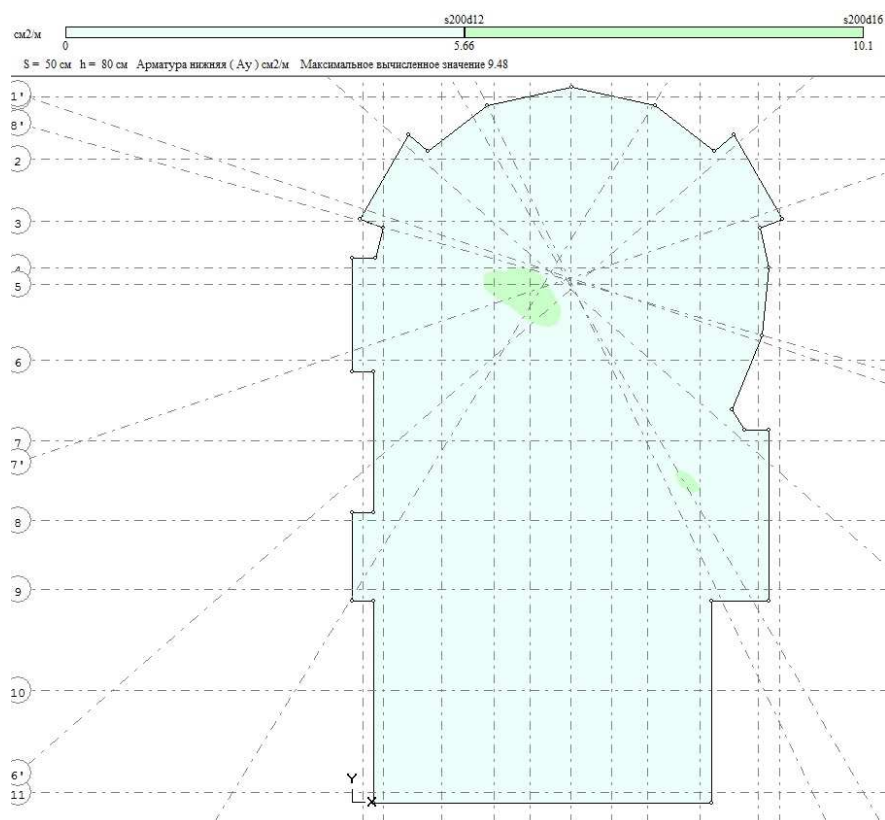 s200d12 s200d16
см2/м
0 5.66 10.1
S = 50 см h = 80 см Арматура нижняя ( Ау ) см2/м Максимальное вычисленное значение 9.48
1'
8'
2
3
4
5
6
7
7'
8
9
10
6'
11
Y
X